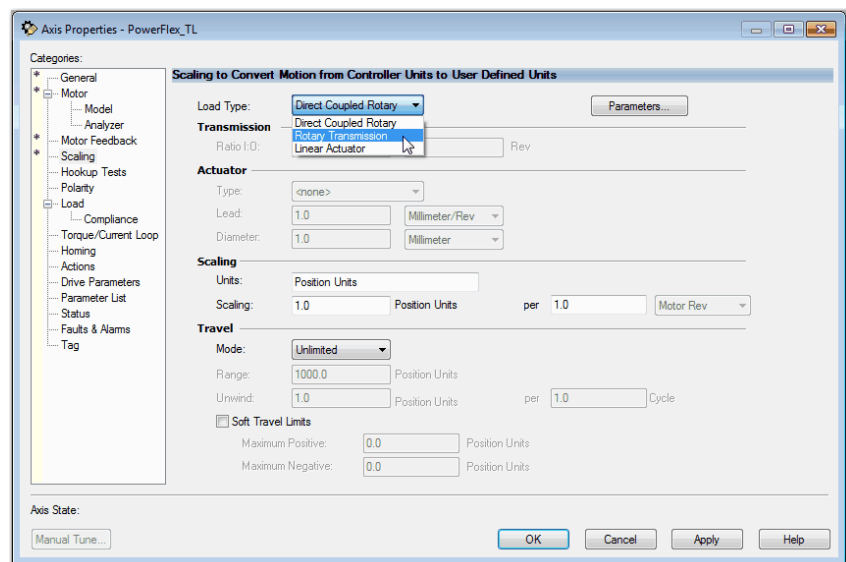 Axis Properties - PowerFlex_TL
Categories:
* General
* Motor
Model
Analyzer
* Motor Feedback
* Scaling
Hookup Tests
Polarity
Load
Compliance
Torque/Current Loop
Homing
Actions
Drive Parameters
Parameter List
Status
Faults & Alarms
Tag
Scaling to Convert Motion from Controller Units to User Defined Units
Load Type: Direct Coupled Rotary Parameters...
Direct Coupled Rotary
Rotary Transmission
Linear Actuator
Transmission
Ratio I:O: Rev
Actuator
Type: <none>
Lead: 1.0 Millimeter/Rev
Diameter: 1.0 Millimeter
Scaling
Units: Position Units
Scaling: 1.0 Position Units per 1.0 Motor Rev
Travel
Mode: Unlimited
Range: 1000.0 Position Units
Unwind: 1.0 Position Units per 1.0 Cycle
Soft Travel Limits
Maximum Positive: 0.0 Position Units
Maximum Negative: 0.0 Position Units
Axis State:
Manual Tune... OK Cancel Apply Help